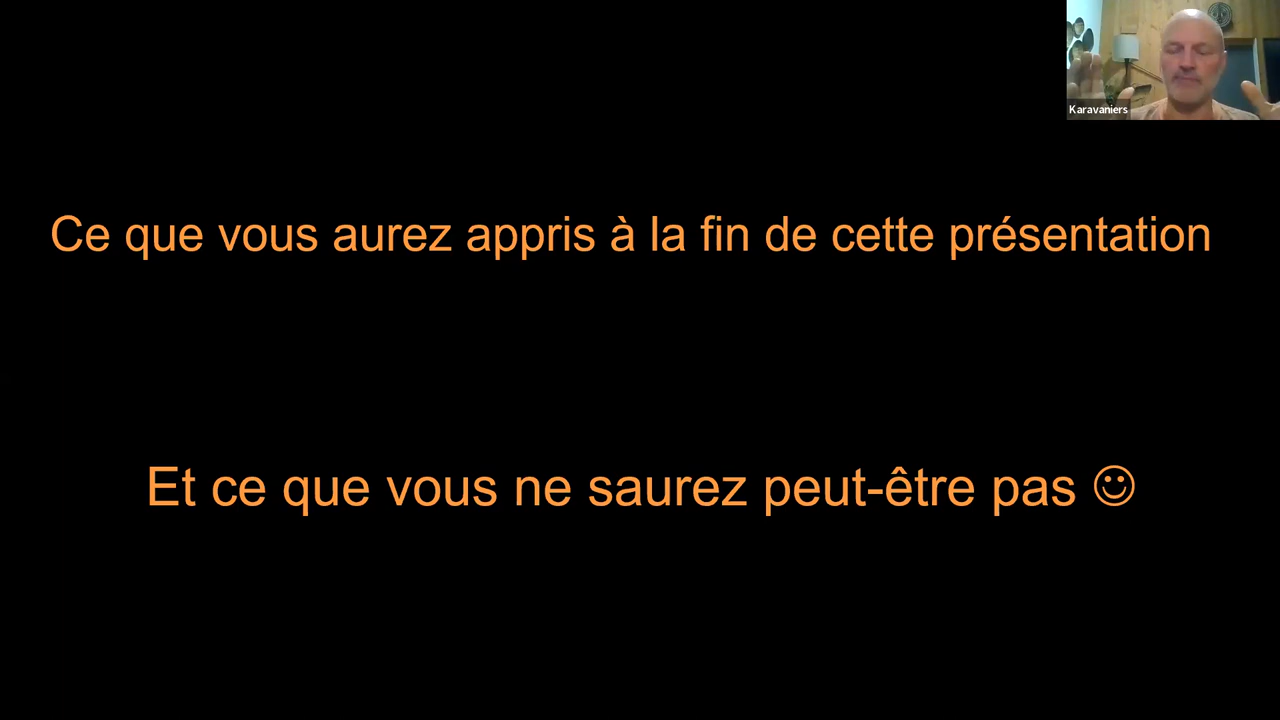 Karavaniers
Ce que vous aurez appris à la fin de cette présentation
Et ce que vous ne saurez peut-être pas ☺